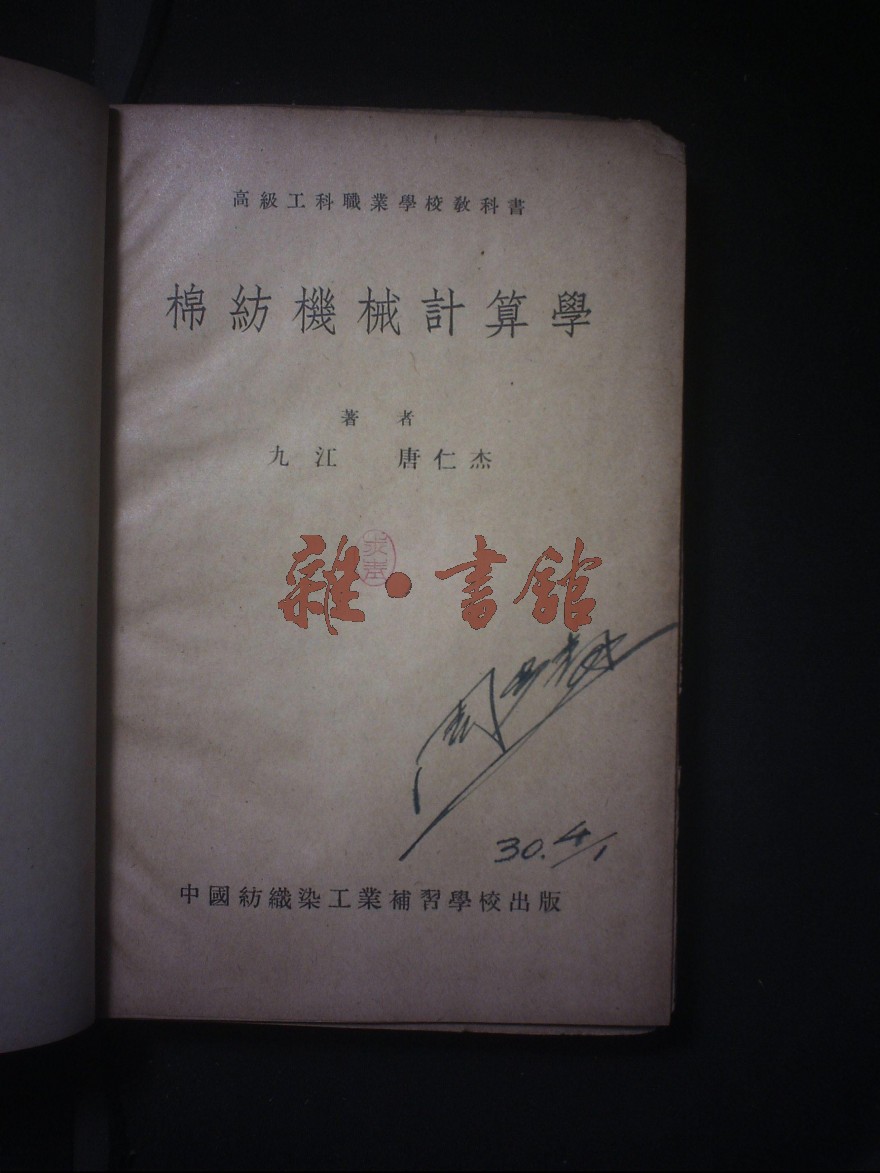 高級工科職業學校教科書
棉紡機械計算學
著者
九江 唐仁杰
雜·書館
30.4/1
中國紡織染工業補習學校出版